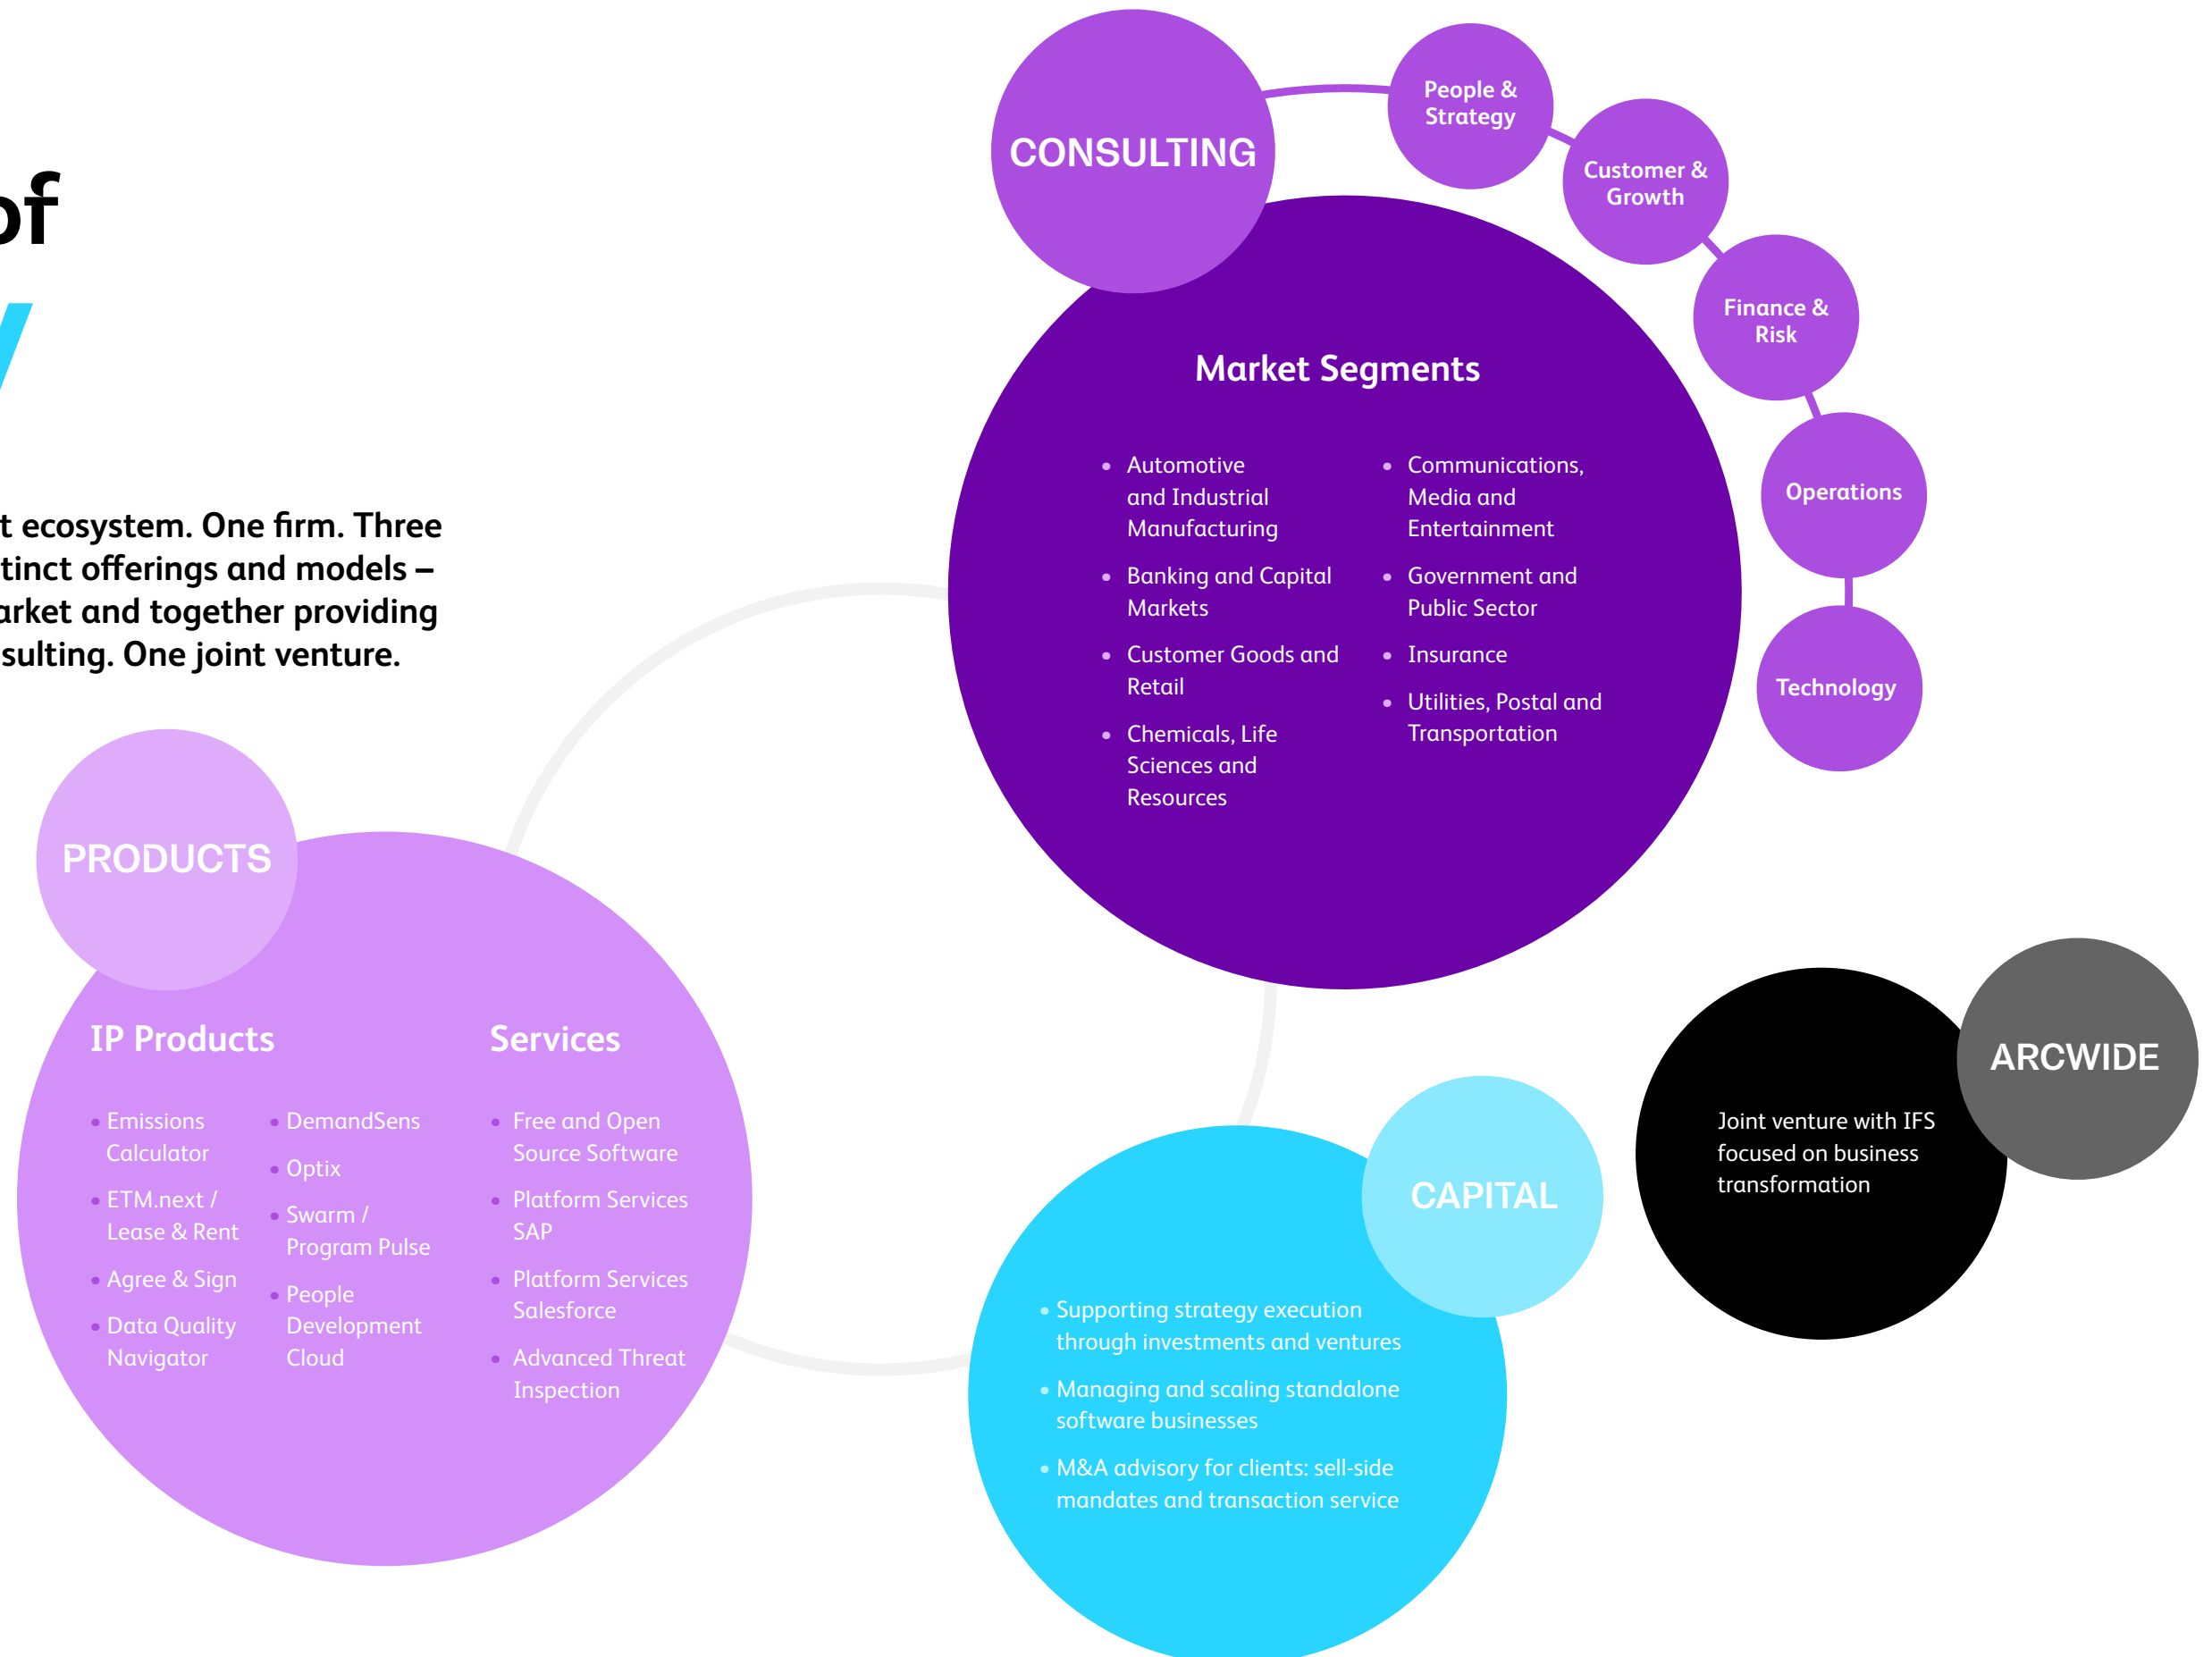 of
t ecosystem. One firm. Three
tinct offerings and models –
arket and together providing
sulting. One joint venture.
CONSULTING
People &
Strategy
Customer &
Growth
Finance &
Risk
Operations
Technology
Market Segments
Automotive
and Industrial
Manufacturing
Banking and Capital
Markets
Customer Goods and
Retail
Chemicals, Life
Sciences and
Resources
Communications,
Media and
Entertainment
Government and
Public Sector
Insurance
Utilities, Postal and
Transportation
PRODUCTS
IP Products
Emissions
Calculator
ETM.next /
Lease & Rent
Agree & Sign
Data Quality
Navigator
DemandSens
Optix
Swarm /
Program Pulse
People
Development
Cloud
Services
Free and Open
Source Software
Platform Services
SAP
Platform Services
Salesforce
Advanced Threat
Inspection
CAPITAL
Supporting strategy execution
through investments and ventures
Managing and scaling standalone
software businesses
M&A advisory for clients: sell-side
mandates and transaction service
ARCWIDE
Joint venture with IFS
focused on business
transformation